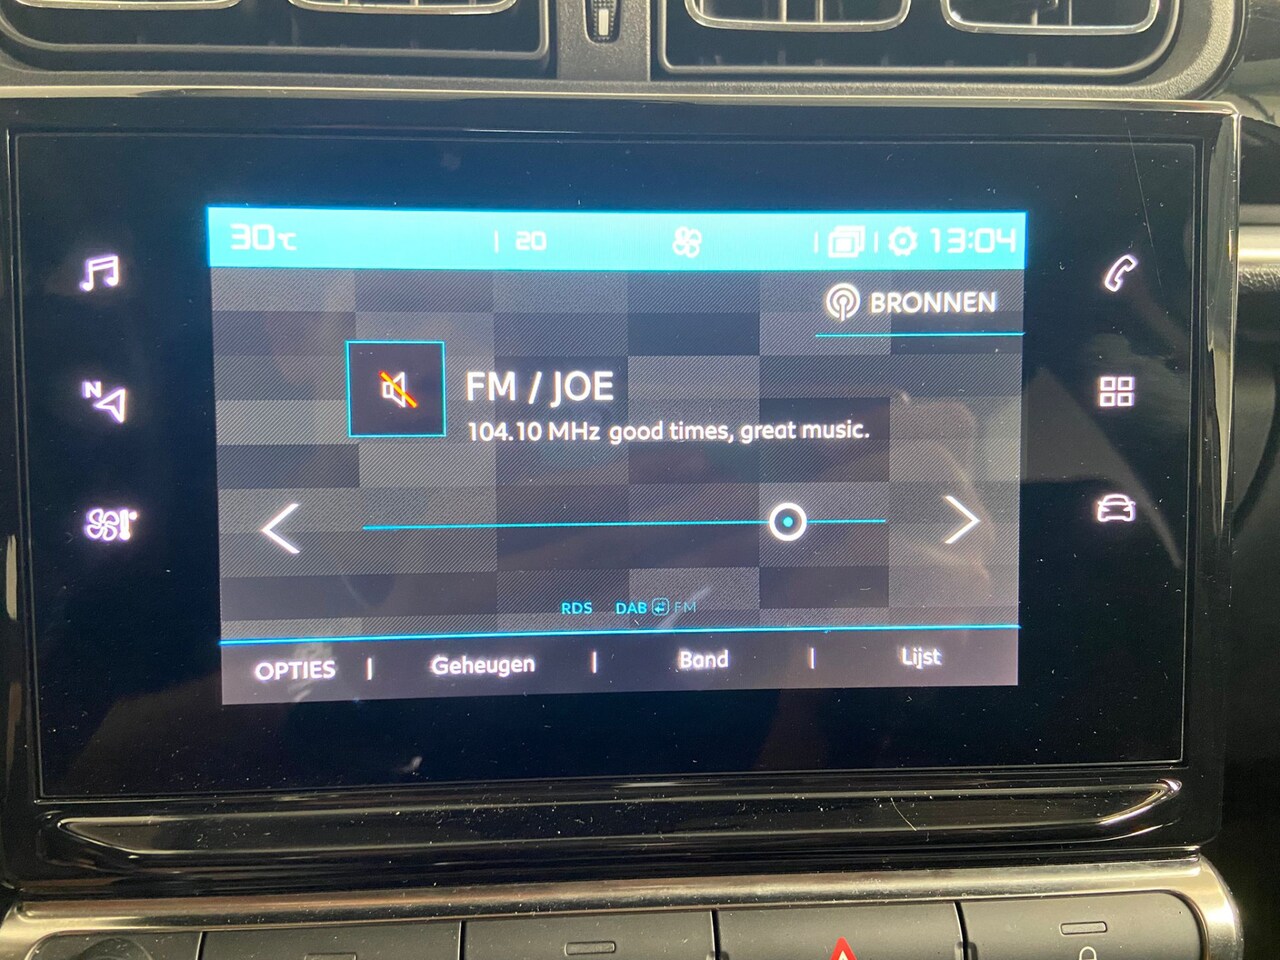 30°C | 20 | | 13:04
BRONNEN
FM / JOE
104.10 MHz good times, great music.
N
RDS DAB FM
OPTIES | Geheugen | Band | Lijst